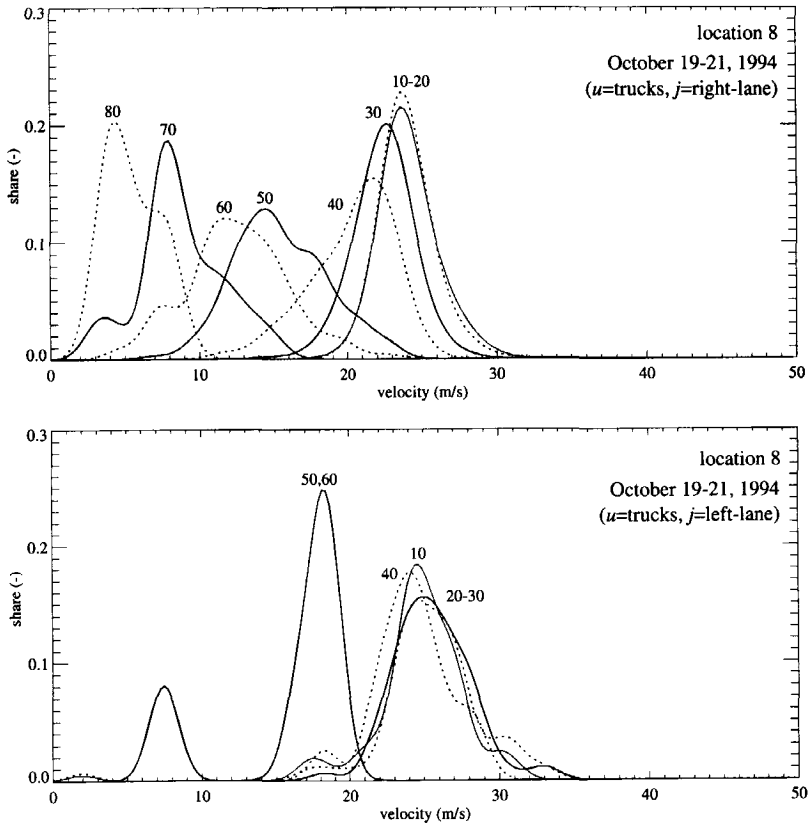 0.3
location 8
October 19-21, 1994
(u=trucks, j=right-lane)
10-20
80
70
30
0.2
60
50
40
share (-)
0.1
0.0
0 10 20 30 40 50
velocity (m/s)
0.3
location 8
October 19-21, 1994
(u=trucks, j=left-lane)
50,60
10
40
20-30
0.2
share (-)
0.1
0.0
0 10 20 30 40 50
velocity (m/s)